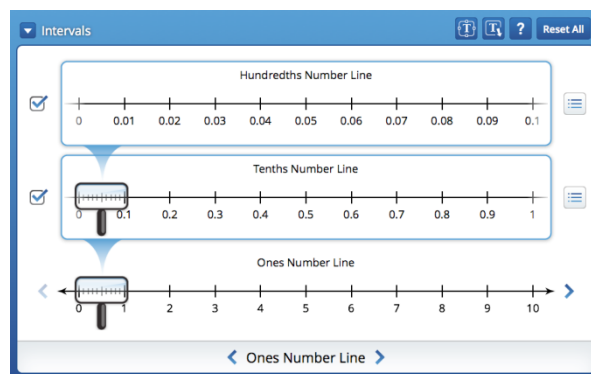 Intervals T T ? Reset All
Hundredths Number Line
0 0.01 0.02 0.03 0.04 0.05 0.06 0.07 0.08 0.09 0.1
Tenths Number Line
0 0.1 0.2 0.3 0.4 0.5 0.6 0.7 0.8 0.9 1
Ones Number Line
0 1 2 3 4 5 6 7 8 9 10
Ones Number Line